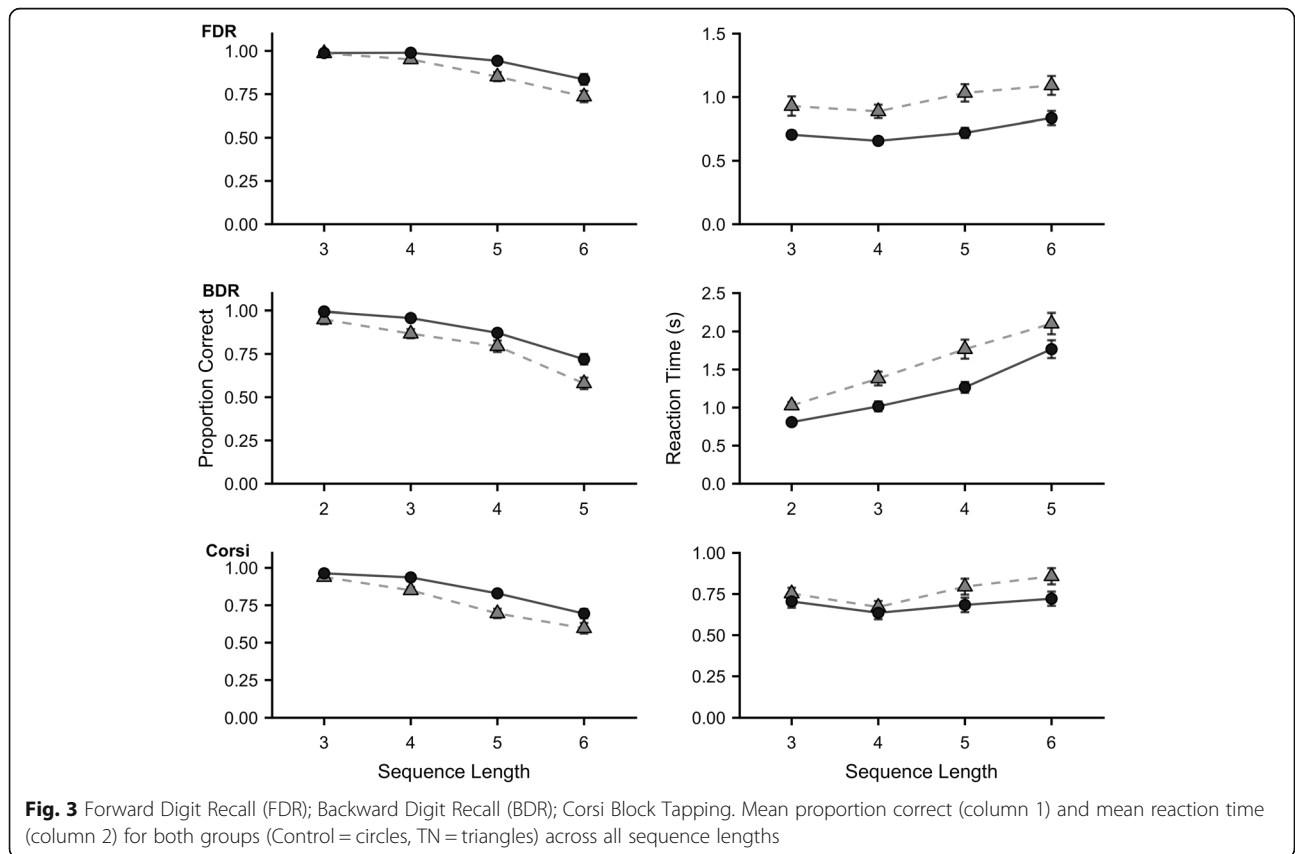 FDR
1.00
0.75
0.50
0.25
0.00
3 4 5 6
1.5
1.0
0.5
0.0
3 4 5 6
BDR
Proportion Correct
1.00
0.75
0.50
0.25
0.00
2 3 4 5
Reaction Time (s)
2.5
2.0
1.5
1.0
0.5
0.0
2 3 4 5
Corsi
1.00
0.75
0.50
0.25
0.00
3 4 5 6
Sequence Length
1.00
0.75
0.50
0.25
0.00
3 4 5 6
Sequence Length
Fig. 3 Forward Digit Recall (FDR); Backward Digit Recall (BDR); Corsi Block Tapping. Mean proportion correct (column 1) and mean reaction time
(column 2) for both groups (Control = circles, TN = triangles) across all sequence lengths